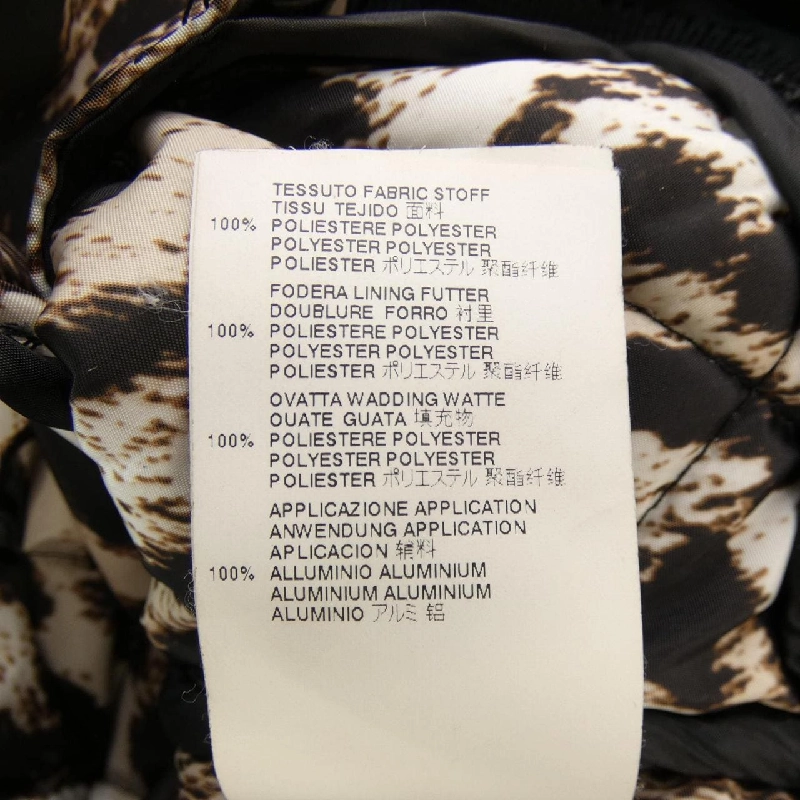 TESSUTO FABRIC STOFF
TISSU TEJIDO 面料
100% POLIESTERE POLYESTER
POLYESTER POLYESTER
POLIESTER ポリエステル 聚酯纤维
FODERA LINING FUTTER
DOUBLURE FORRO 衬里
100% POLIESTERE POLYESTER
POLYESTER POLYESTER
POLIESTER ポリエステル 聚酯纤维
OVATTA WADDING WATTE
OUATE GUATA 填充物
100% POLIESTERE POLYESTER
POLYESTER POLYESTER
POLIESTER ポリエステル 聚酯纤维
APPLICAZIONE APPLICATION
ANWENDUNG APPLICATION
APLICACION 辅料
100% ALLUMINIO ALUMINIUM
ALUMINIUM ALUMINIUM
ALUMINIO アルミ 铝